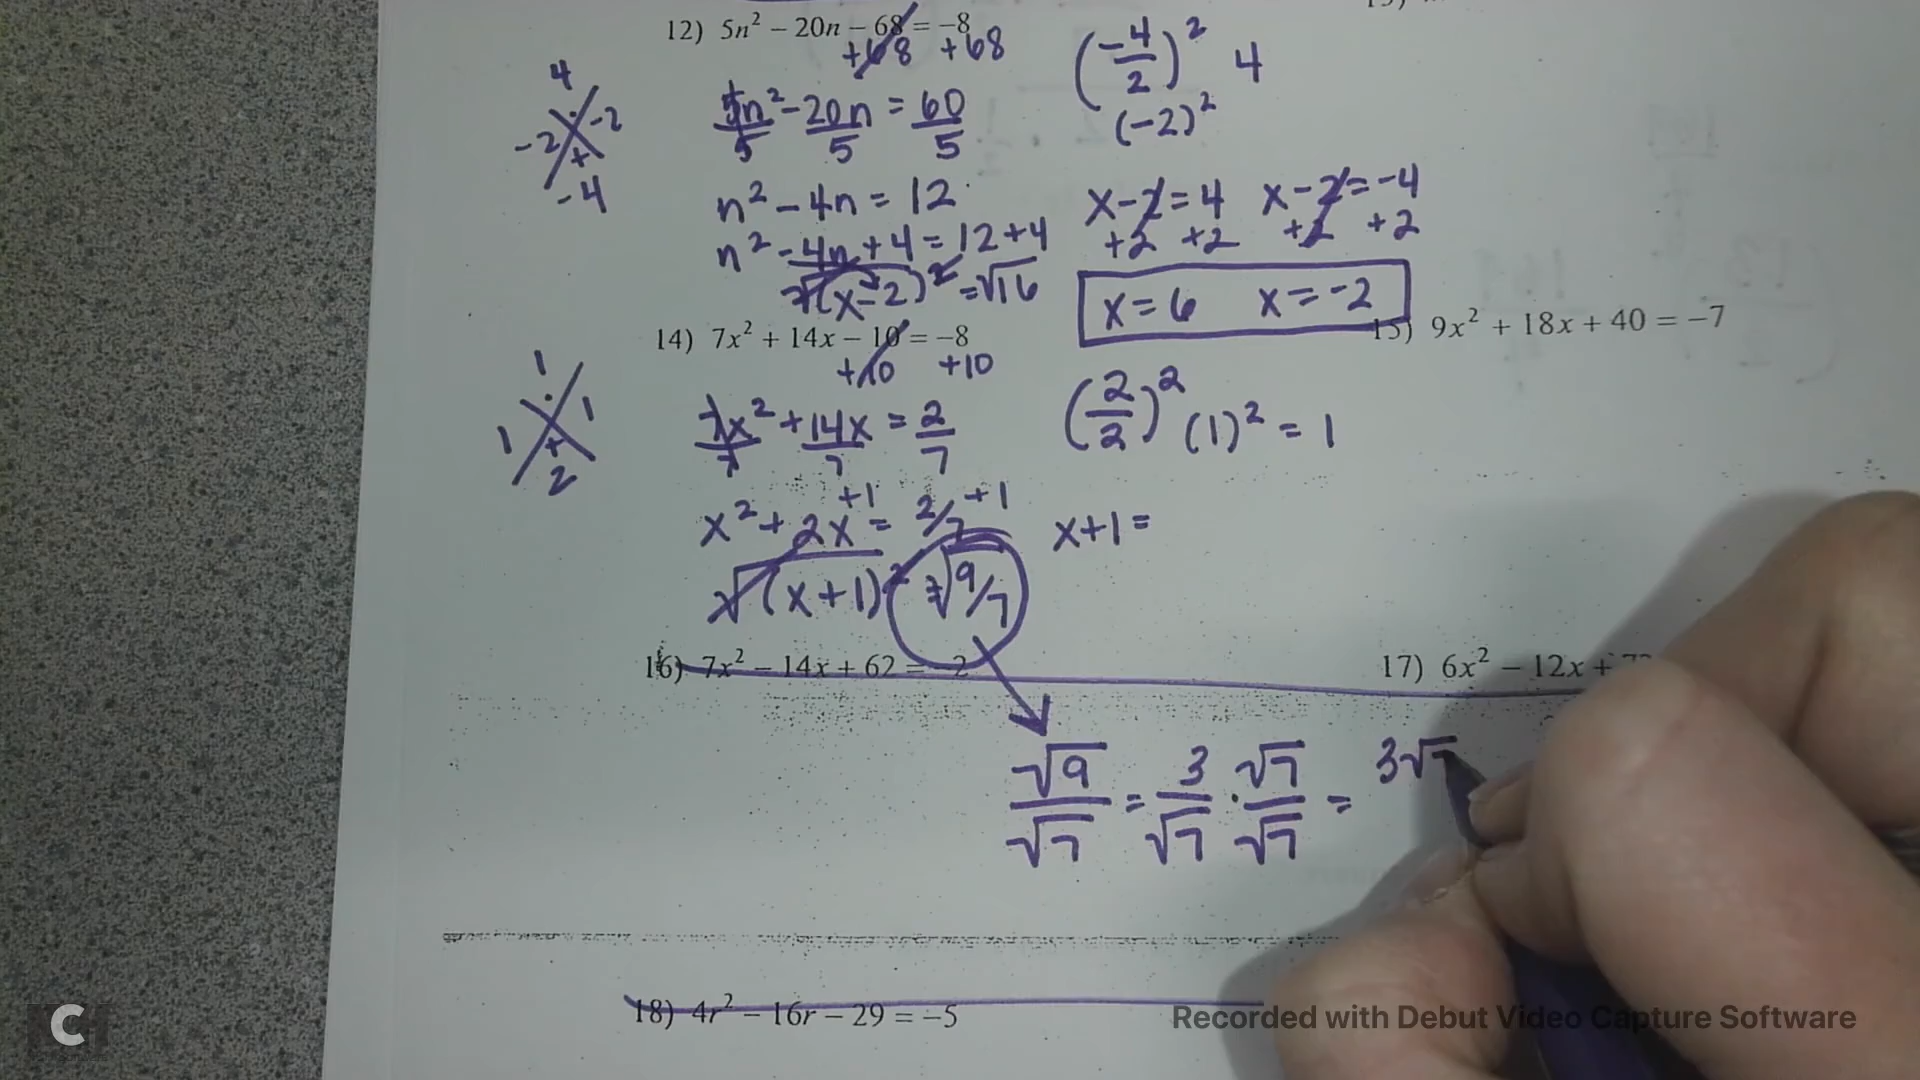 12) 5n² − 20n − 68 = −8
+68 +68
(-4/2)² 4
4
-2 -2
+
-4
5n²/5 - 20n/5 = 60/5
(-2)²
n² - 4n = 12
n² - 4n + 4 = 12 + 4
√(x-2)² = √16
x - 2 = 4 x - 2 = -4
+2 +2 +2 +2
x = 6 x = -2
14) 7x² + 14x − 10 = −8
+10 +10
15) 9x² + 18x + 40 = −7
1
1 1
+
2
7x²/7 + 14x/7 = 2/7
(2/2)² (1)² = 1
x² + 2x +1 = 2/7 +1
x+1 =
√(x+1)² = √9/7
16) 7x² − 14x + 62 = −2
17) 6x² − 12x +
√9/√7 = 3/√7 · √7/√7 = 3√7
18) 4r² − 16r − 29 = −5
C
Recorded with Debut Video Capture Software